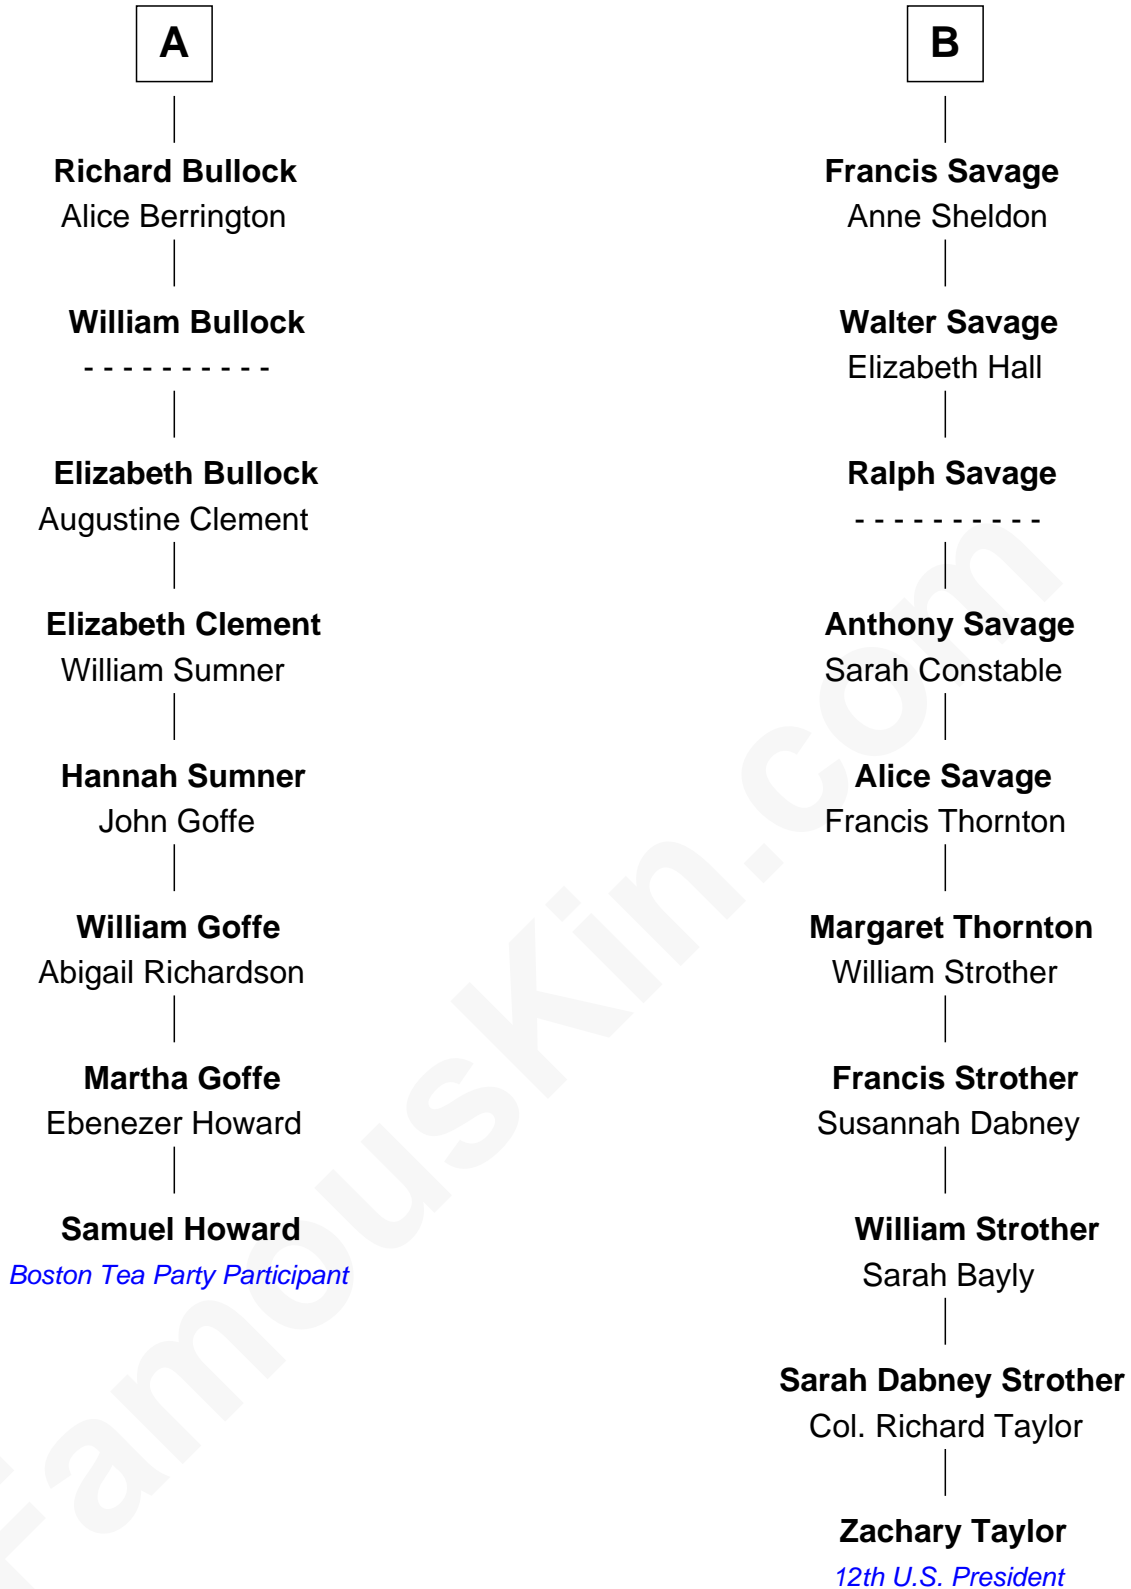 A
Richard Bullock
Alice Berrington
William Bullock
- - - - - - - - - -
Elizabeth Bullock
Augustine Clement
Elizabeth Clement
William Sumner
Hannah Sumner
John Goffe
William Goffe
Abigail Richardson
Martha Goffe
Ebenezer Howard
Samuel Howard
Boston Tea Party Participant
B
Francis Savage
Anne Sheldon
Walter Savage
Elizabeth Hall
Ralph Savage
- - - - - - - - - -
Anthony Savage
Sarah Constable
Alice Savage
Francis Thornton
Margaret Thornton
William Strother
Francis Strother
Susannah Dabney
William Strother
Sarah Bayly
Sarah Dabney Strother
Col. Richard Taylor
Zachary Taylor
12th U.S. President
FamousKin.com